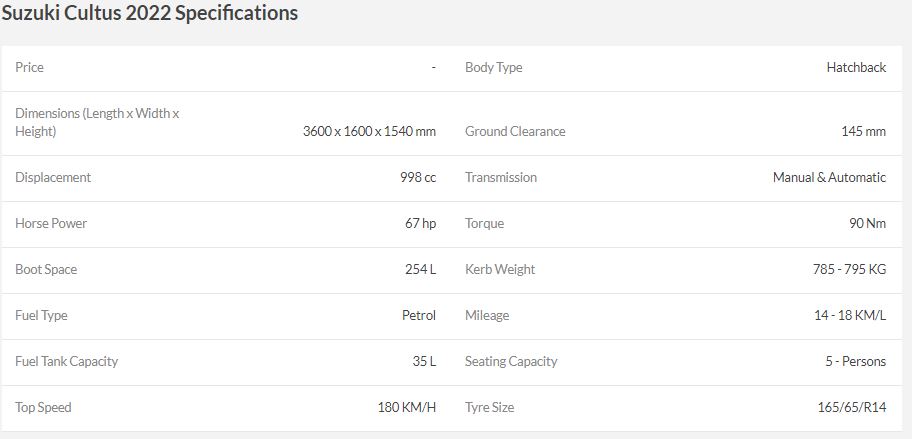 Suzuki Cultus 2022 Specifications
Price - Body Type Hatchback
Dimensions (Length x Width x
Height) 3600 x 1600 x 1540 mm Ground Clearance 145 mm
Displacement 998 cc Transmission Manual & Automatic
Horse Power 67 hp Torque 90 Nm
Boot Space 254 L Kerb Weight 785 - 795 KG
Fuel Type Petrol Mileage 14 - 18 KM/L
Fuel Tank Capacity 35 L Seating Capacity 5 - Persons
Top Speed 180 KM/H Tyre Size 165/65/R14